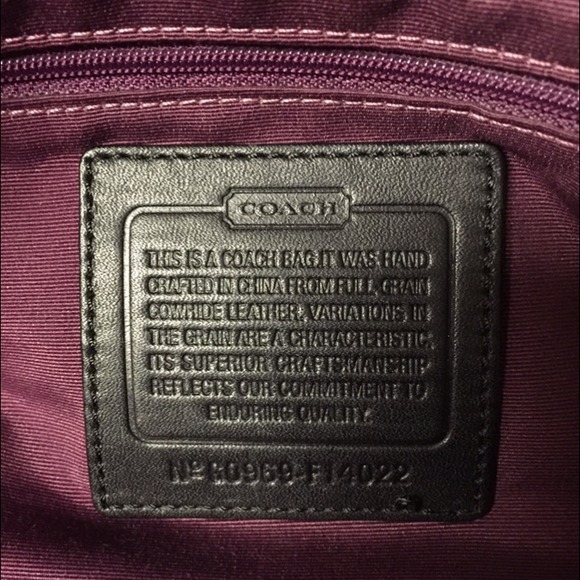 COACH
THIS IS A COACH BAG.IT WAS HAND
CRAFTED IN CHINA FROM FULL, GRAIN
COWHIDE LEATHER, VARIATIONS, IN
THE GRAIN ARE A CHARACTERISTIC,
ITS SUPERIOR CRAFTSMANSHIP
REFLECTS OUR COMMITMENT TO
ENDURING QUALITY.
Nº G0969-F14022